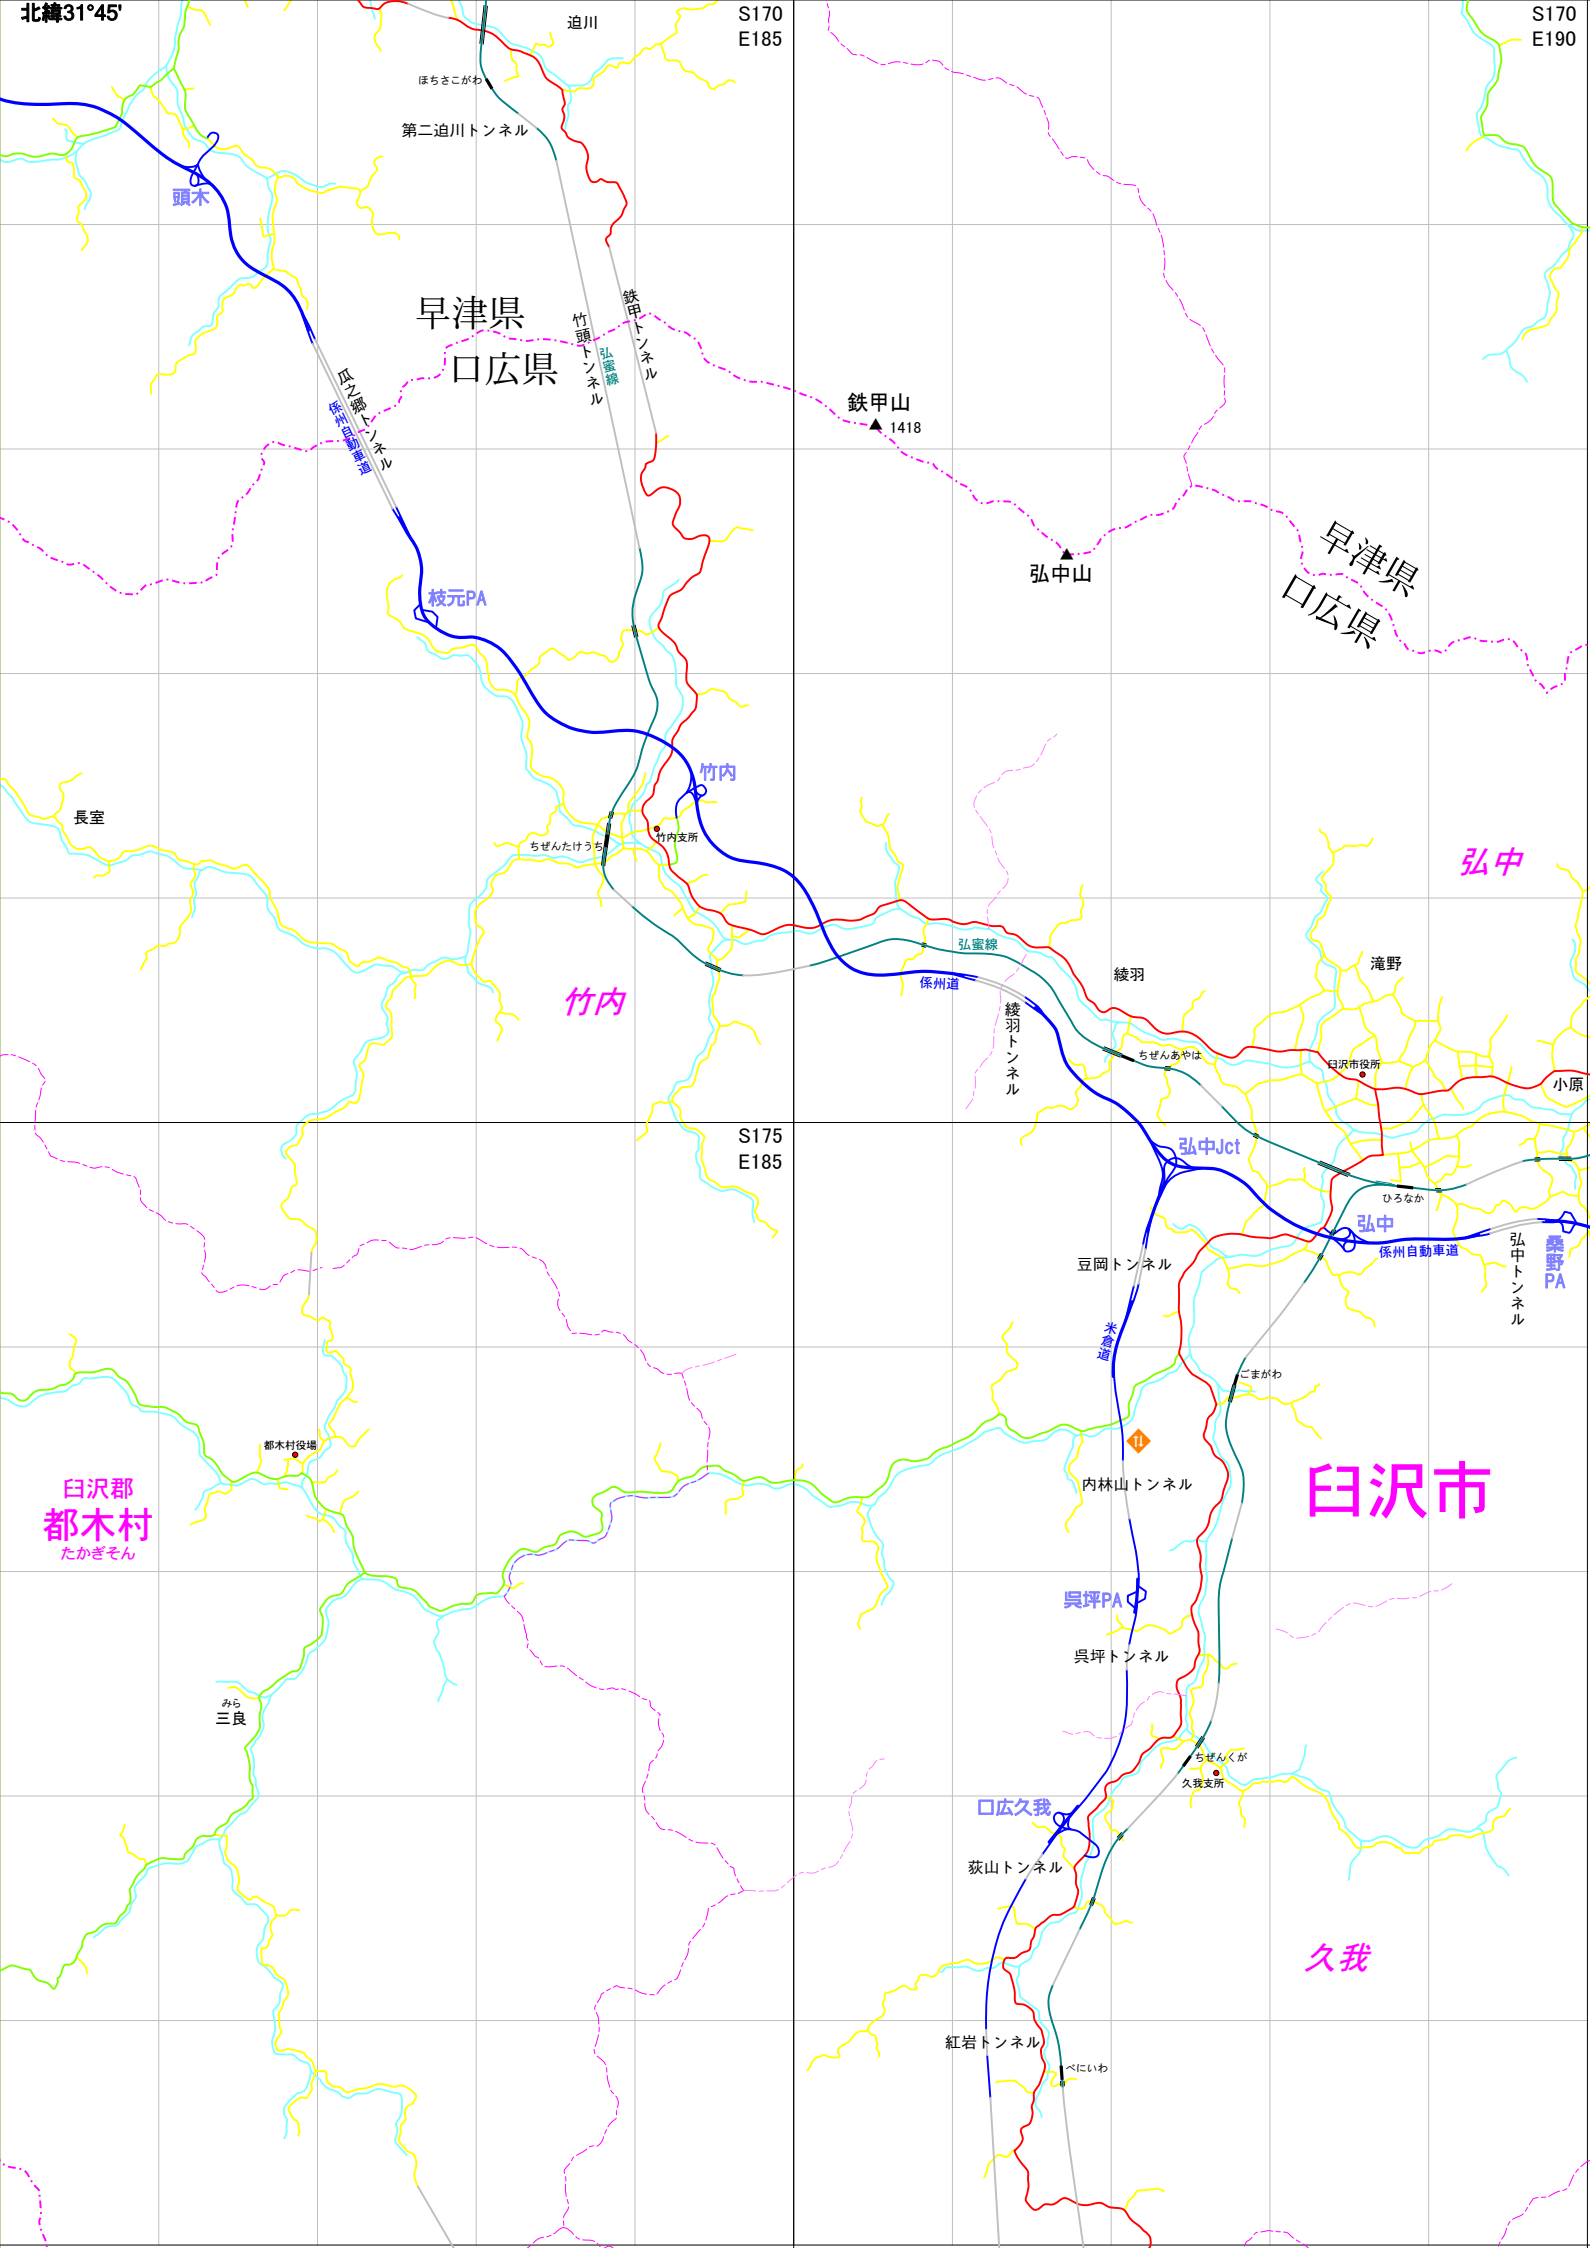 北緯31°45'
S170
E185
S170
E190
迫川
ほちさこがわ
第二迫川トンネル
頭木
早津県
口広県
鉄甲トンネル
竹頭トンネル
弘蜜線
瓜之郷トンネル
係州自動車道
鉄甲山
1418
弘中山
早津県
口広県
枝元PA
竹内
長室
ちぜんたけうち
竹内支所
弘中
弘蜜線
係州道
綾羽
滝野
竹内
綾羽トンネル
ちぜんあやは
臼沢市役所
小原
S175
E185
弘中Jct
ひろなか
弘中
係州自動車道
弘中トンネル
桑野PA
豆岡トンネル
米倉道
ごまがわ
都木村役場
内林山トンネル
臼沢市
臼沢郡
都木村
たかぎそん
呉坪PA
呉坪トンネル
みら
三良
ちぜんくが
久我支所
口広久我
荻山トンネル
久我
紅岩トンネル
べにいわ